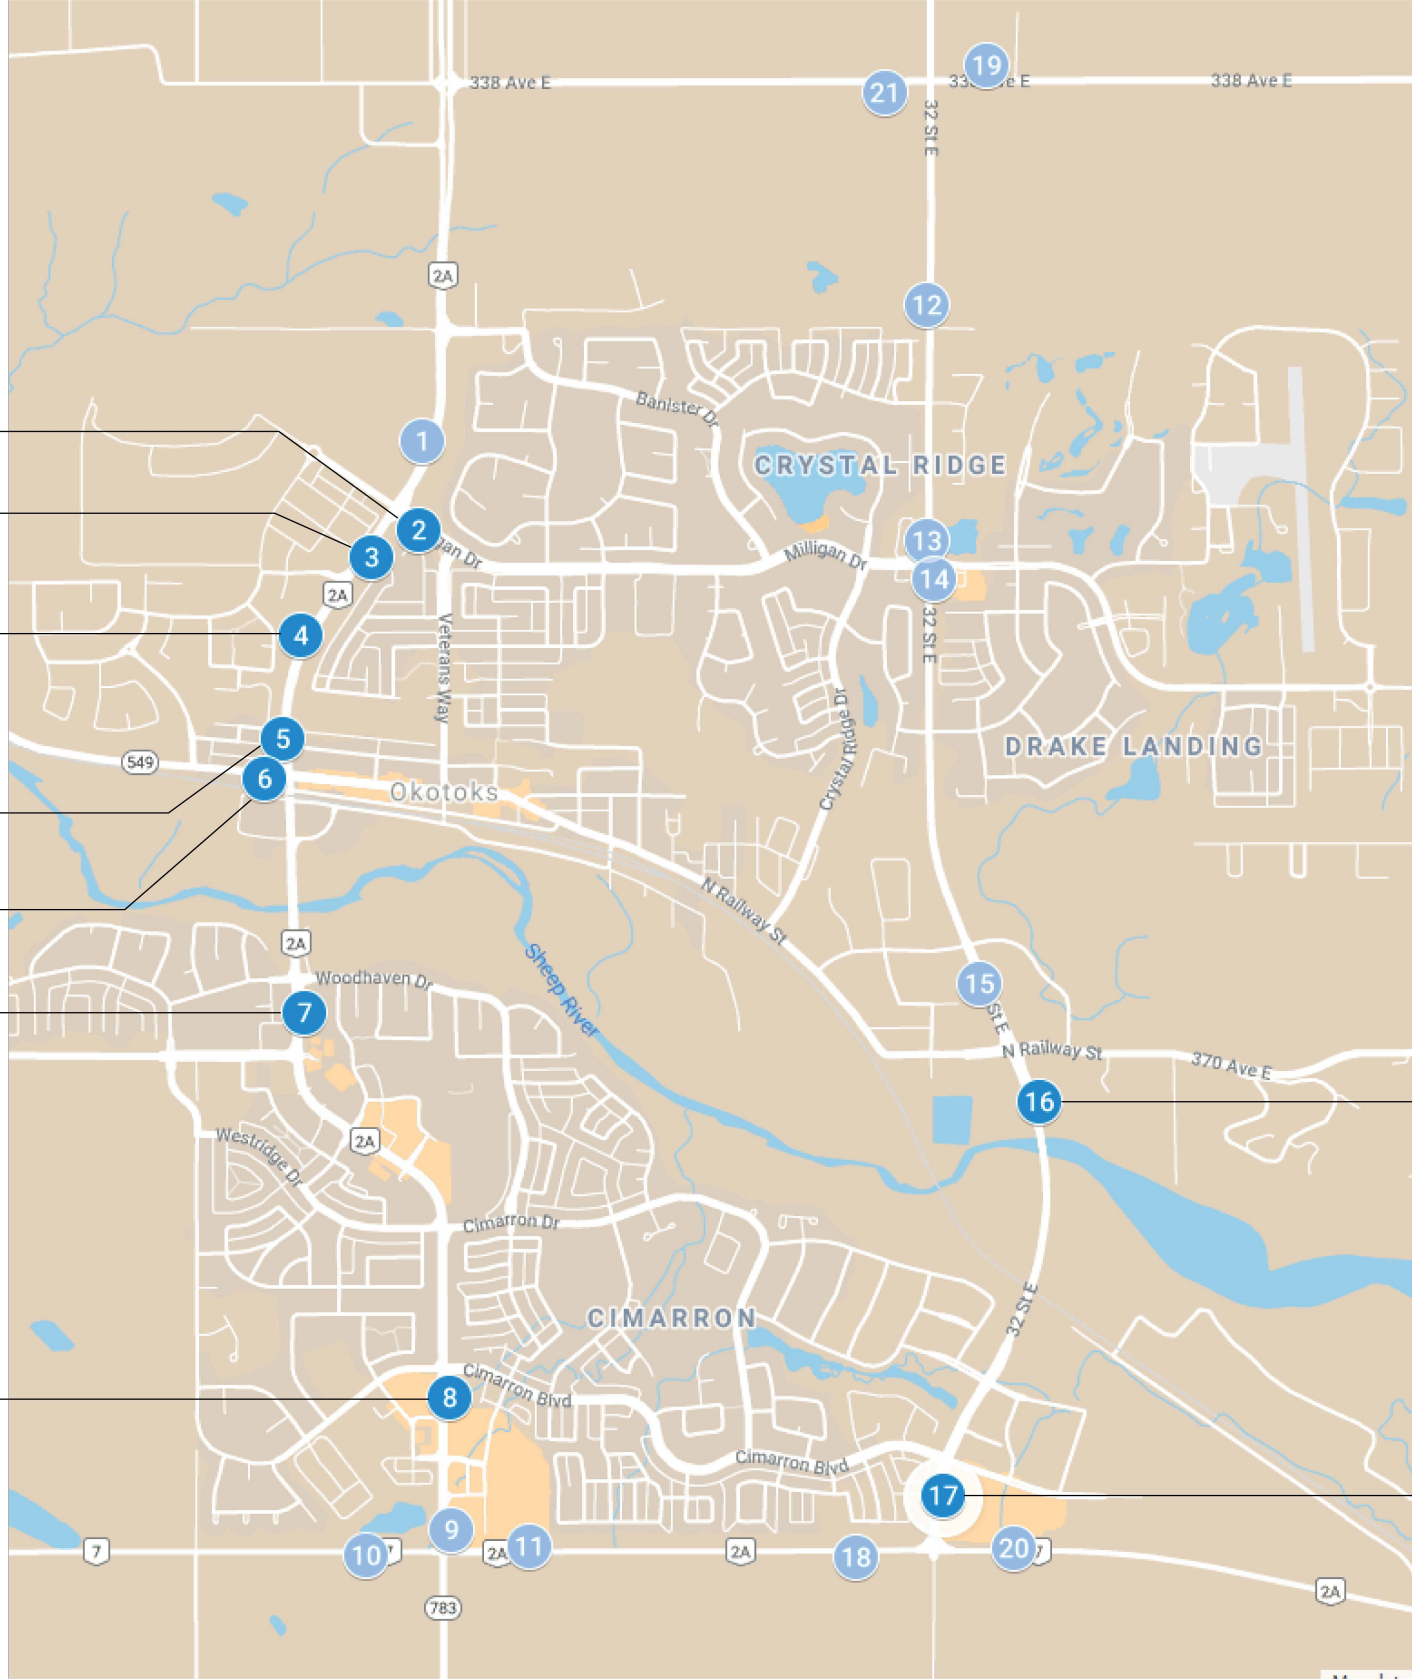 19
338 Ave E
338 Ave E
21
32 St E
2A
12
Banister Dr
1
CRYSTAL RIDGE
2
13
3
Milligan Dr
14
2A
4
Veterans Way
32 St E
Crystal Ridge Dr
5
DRAKE LANDING
549
6
Okotoks
N Railway St
2A
Sheep River
Woodhaven Dr
15
7
St E
N Railway St
370 Ave E
16
Westridge Dr
2A
Cimarron Dr
32 St E
CIMARRON
8
Cimarron Blvd
Cimarron Blvd
17
9
7
10
2A
11
2A
18
20
2A
783